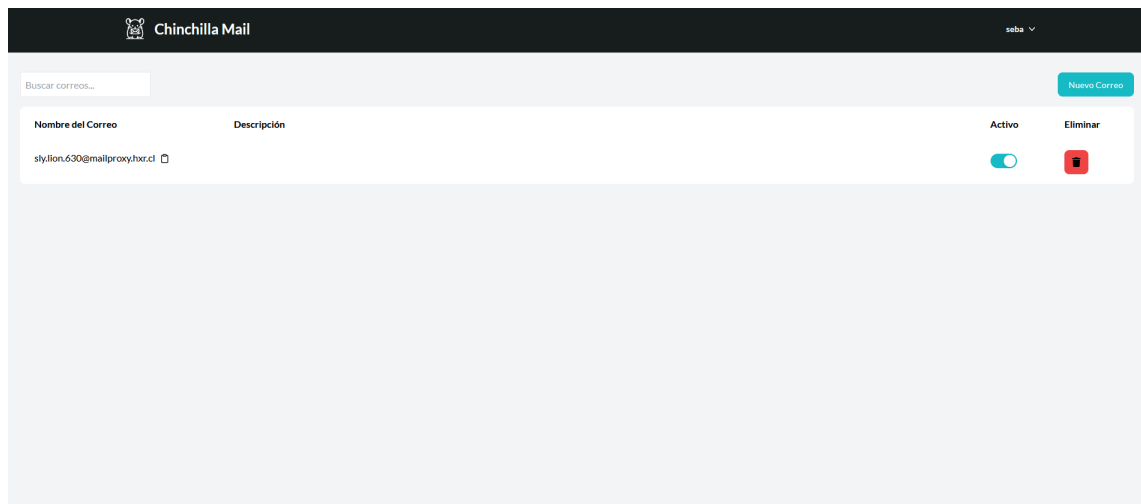 Chinchilla Mail
seba
Buscar correos...
Nuevo Correo
Nombre del Correo Descripción Activo Eliminar
sly.lion.630@mailproxy.hxr.cl